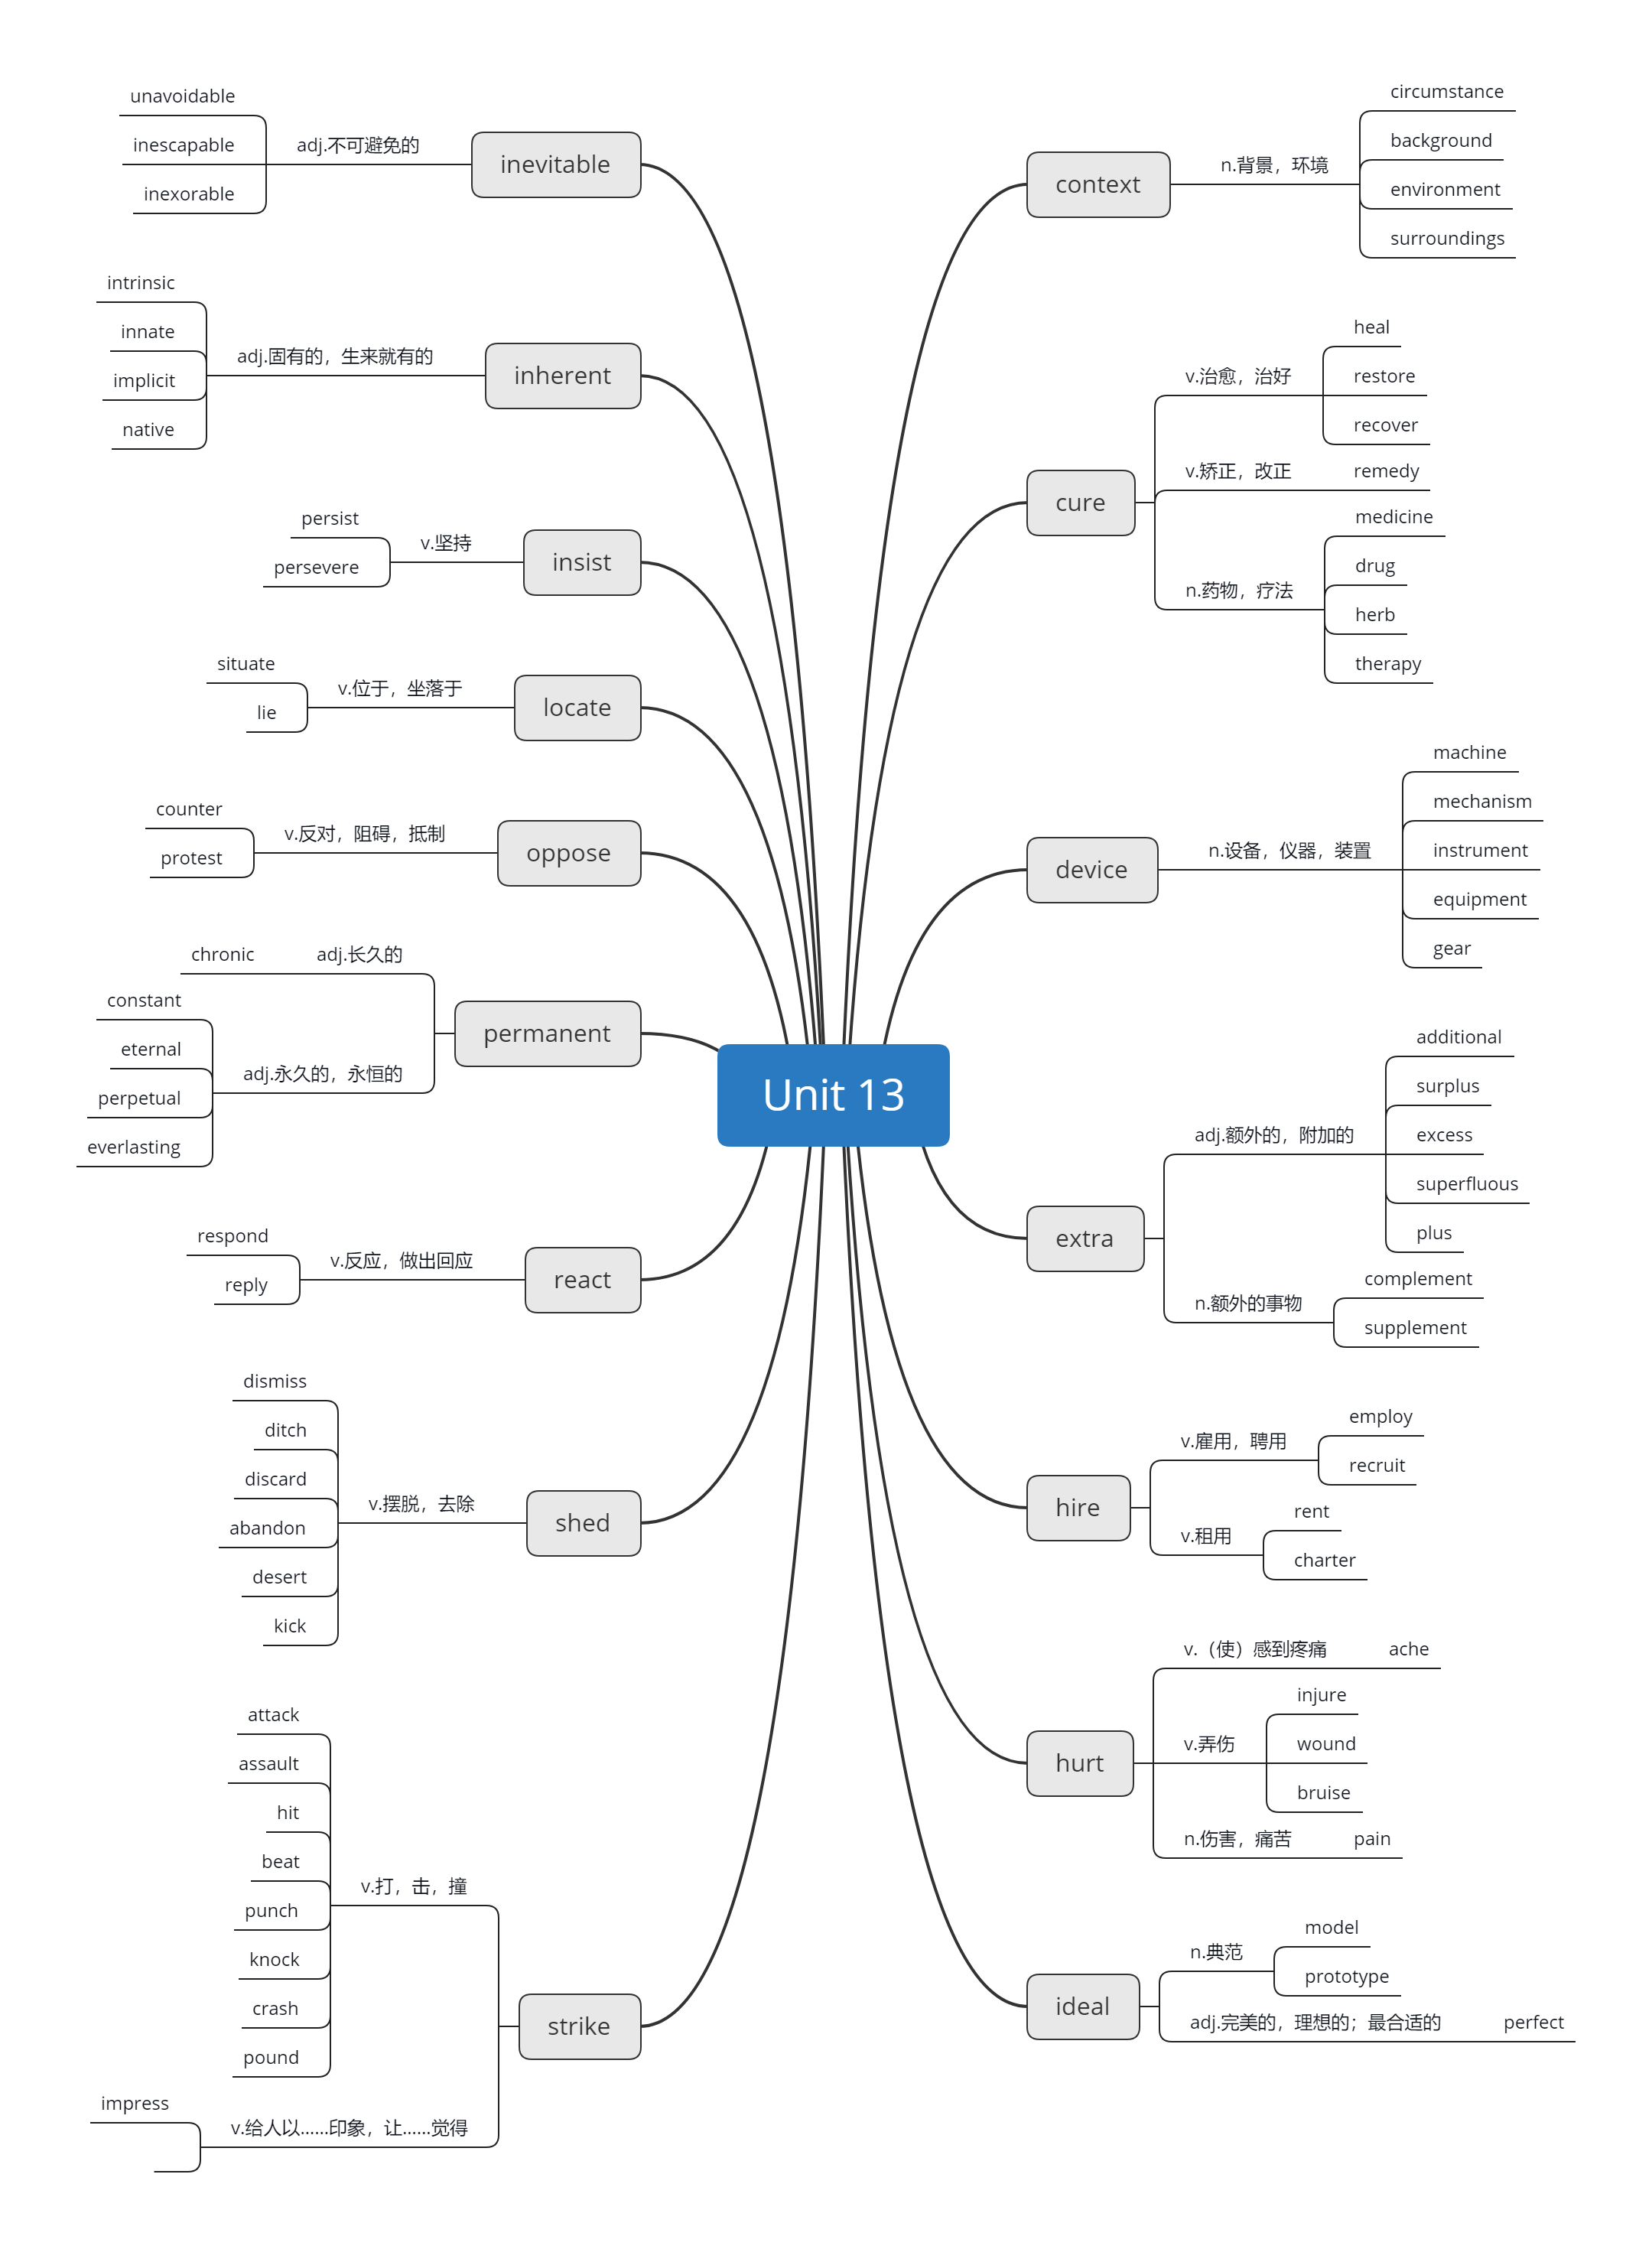 Unit 13
context
n.背景，环境
circumstance
background
environment
surroundings
cure
v.治愈，治好
heal
restore
recover
v.矫正，改正
remedy
n.药物，疗法
medicine
drug
herb
therapy
device
n.设备，仪器，装置
machine
mechanism
instrument
equipment
gear
extra
adj.额外的，附加的
additional
surplus
excess
superfluous
plus
n.额外的事物
complement
supplement
hire
v.雇用，聘用
employ
recruit
v.租用
rent
charter
hurt
v.（使）感到疼痛
ache
v.弄伤
injure
wound
bruise
n.伤害，痛苦
pain
ideal
n.典范
model
prototype
adj.完美的，理想的；最合适的
perfect
inevitable
adj.不可避免的
unavoidable
inescapable
inexorable
inherent
adj.固有的，生来就有的
intrinsic
innate
implicit
native
insist
v.坚持
persist
persevere
locate
v.位于，坐落于
situate
lie
oppose
v.反对，阻碍，抵制
counter
protest
permanent
adj.长久的
chronic
adj.永久的，永恒的
constant
eternal
perpetual
everlasting
react
v.反应，做出回应
respond
reply
shed
v.摆脱，去除
dismiss
ditch
discard
abandon
desert
kick
strike
v.打，击，撞
attack
assault
hit
beat
punch
knock
crash
pound
v.给人以……印象，让……觉得
impress